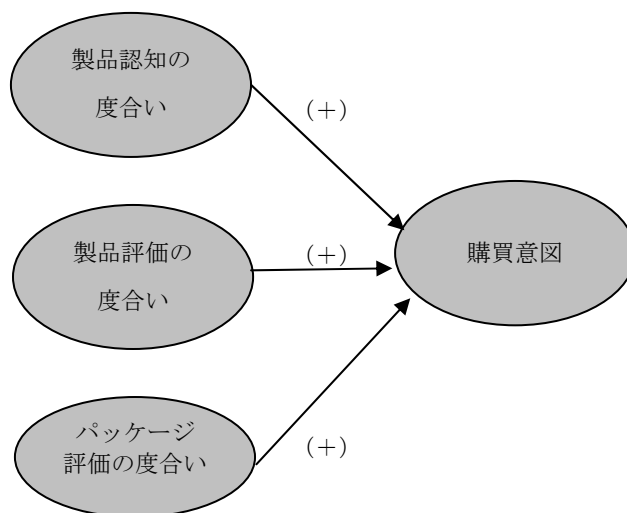 製品認知の
度合い
(+)
製品評価の
度合い
(+)
購買意図
パッケージ
評価の度合い
(+)